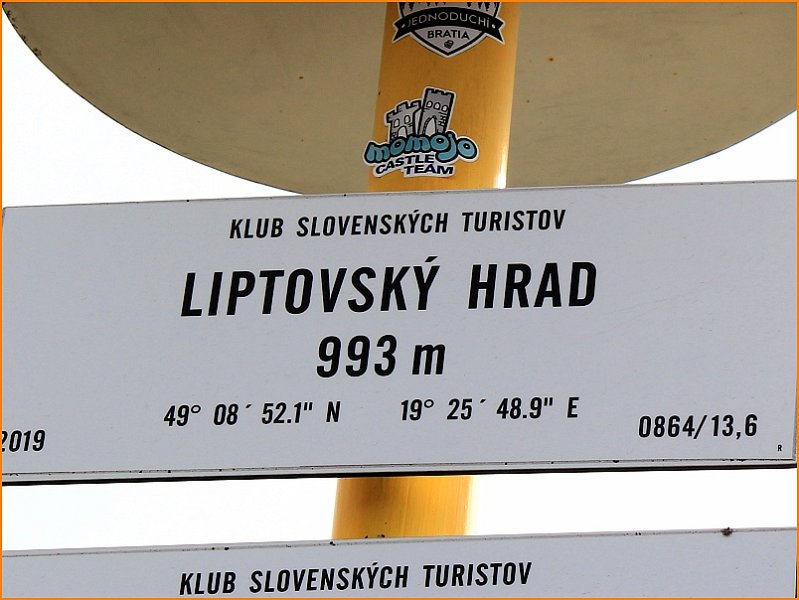 JEDNODUCHÍ
BRATIA
momojo
CASTLE
TEAM
KLUB SLOVENSKÝCH TURISTOV
LIPTOVSKÝ HRAD
993 m
49° 08´ 52.1" N 19° 25´ 48.9" E
2019 0864/13,6
R
KLUB SLOVENSKÝCH TURISTOV